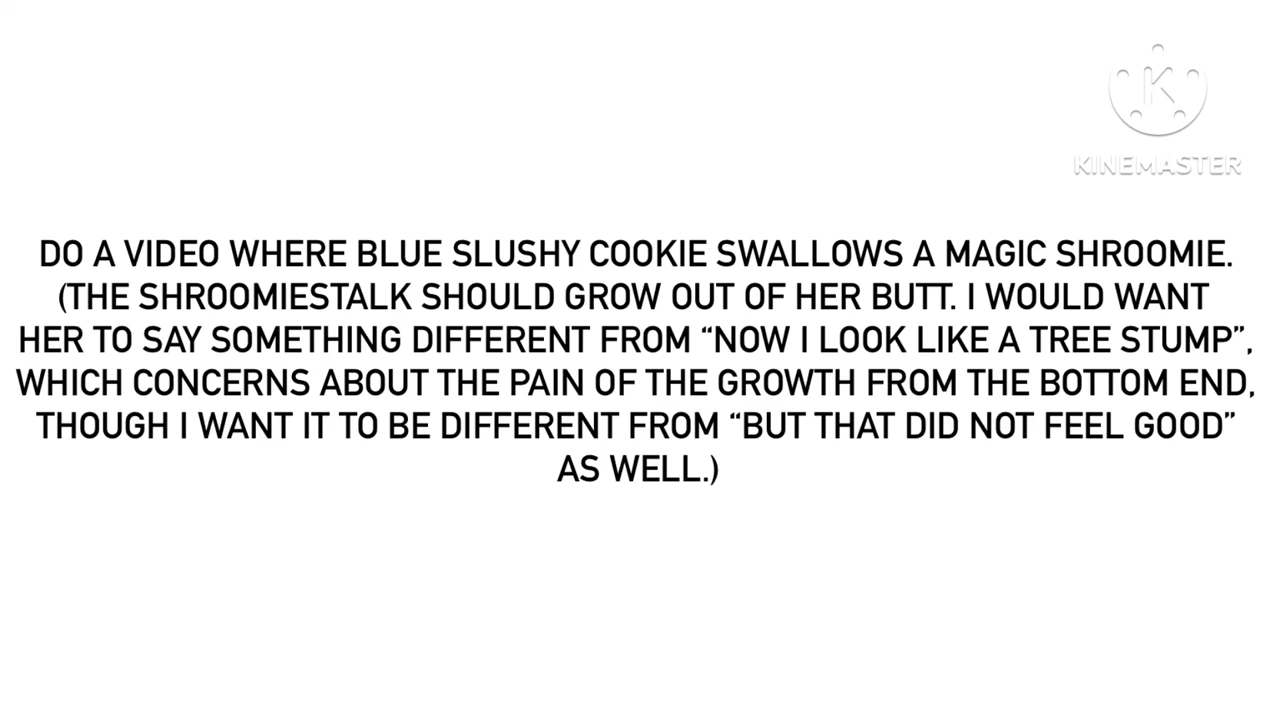 KINEMASTER
DO A VIDEO WHERE BLUE SLUSHY COOKIE SWALLOWS A MAGIC SHROOMIE.
(THE SHROOMIESTALK SHOULD GROW OUT OF HER BUTT. I WOULD WANT
HER TO SAY SOMETHING DIFFERENT FROM “NOW I LOOK LIKE A TREE STUMP”,
WHICH CONCERNS ABOUT THE PAIN OF THE GROWTH FROM THE BOTTOM END,
THOUGH I WANT IT TO BE DIFFERENT FROM “BUT THAT DID NOT FEEL GOOD”
AS WELL.)